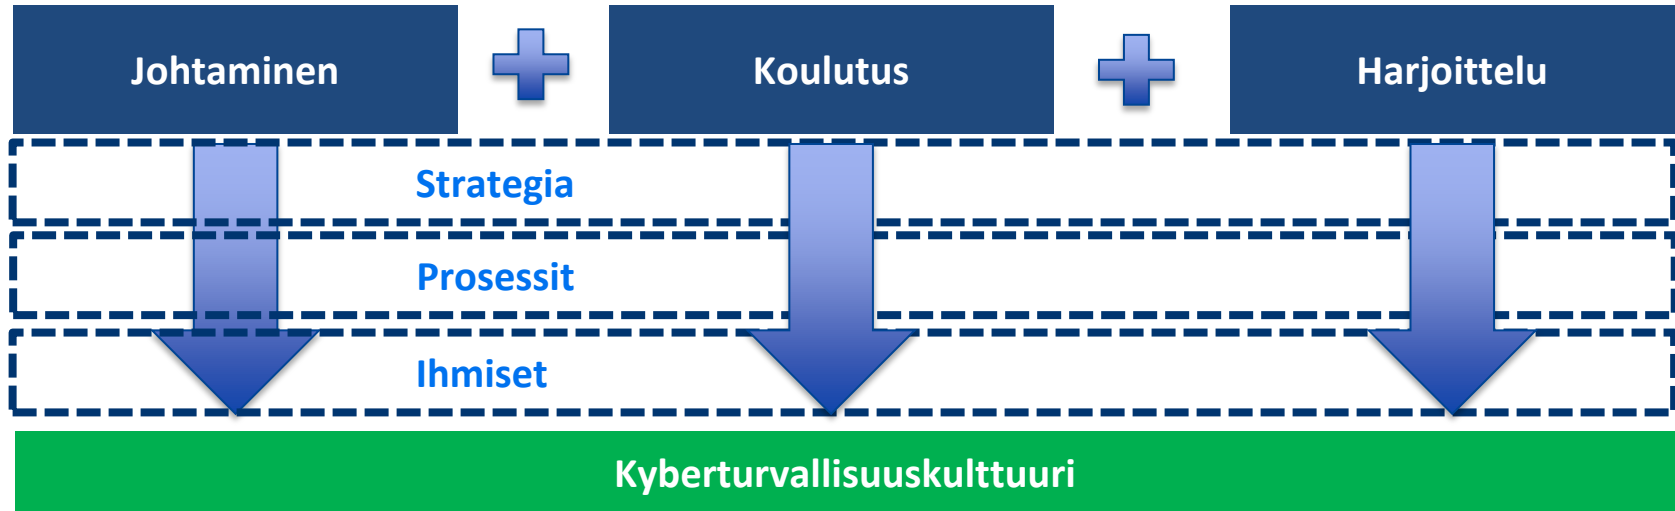 Johtaminen
Koulutus
Harjoittelu
Strategia
Prosessit
Ihmiset
Kyberturvallisuuskulttuuri